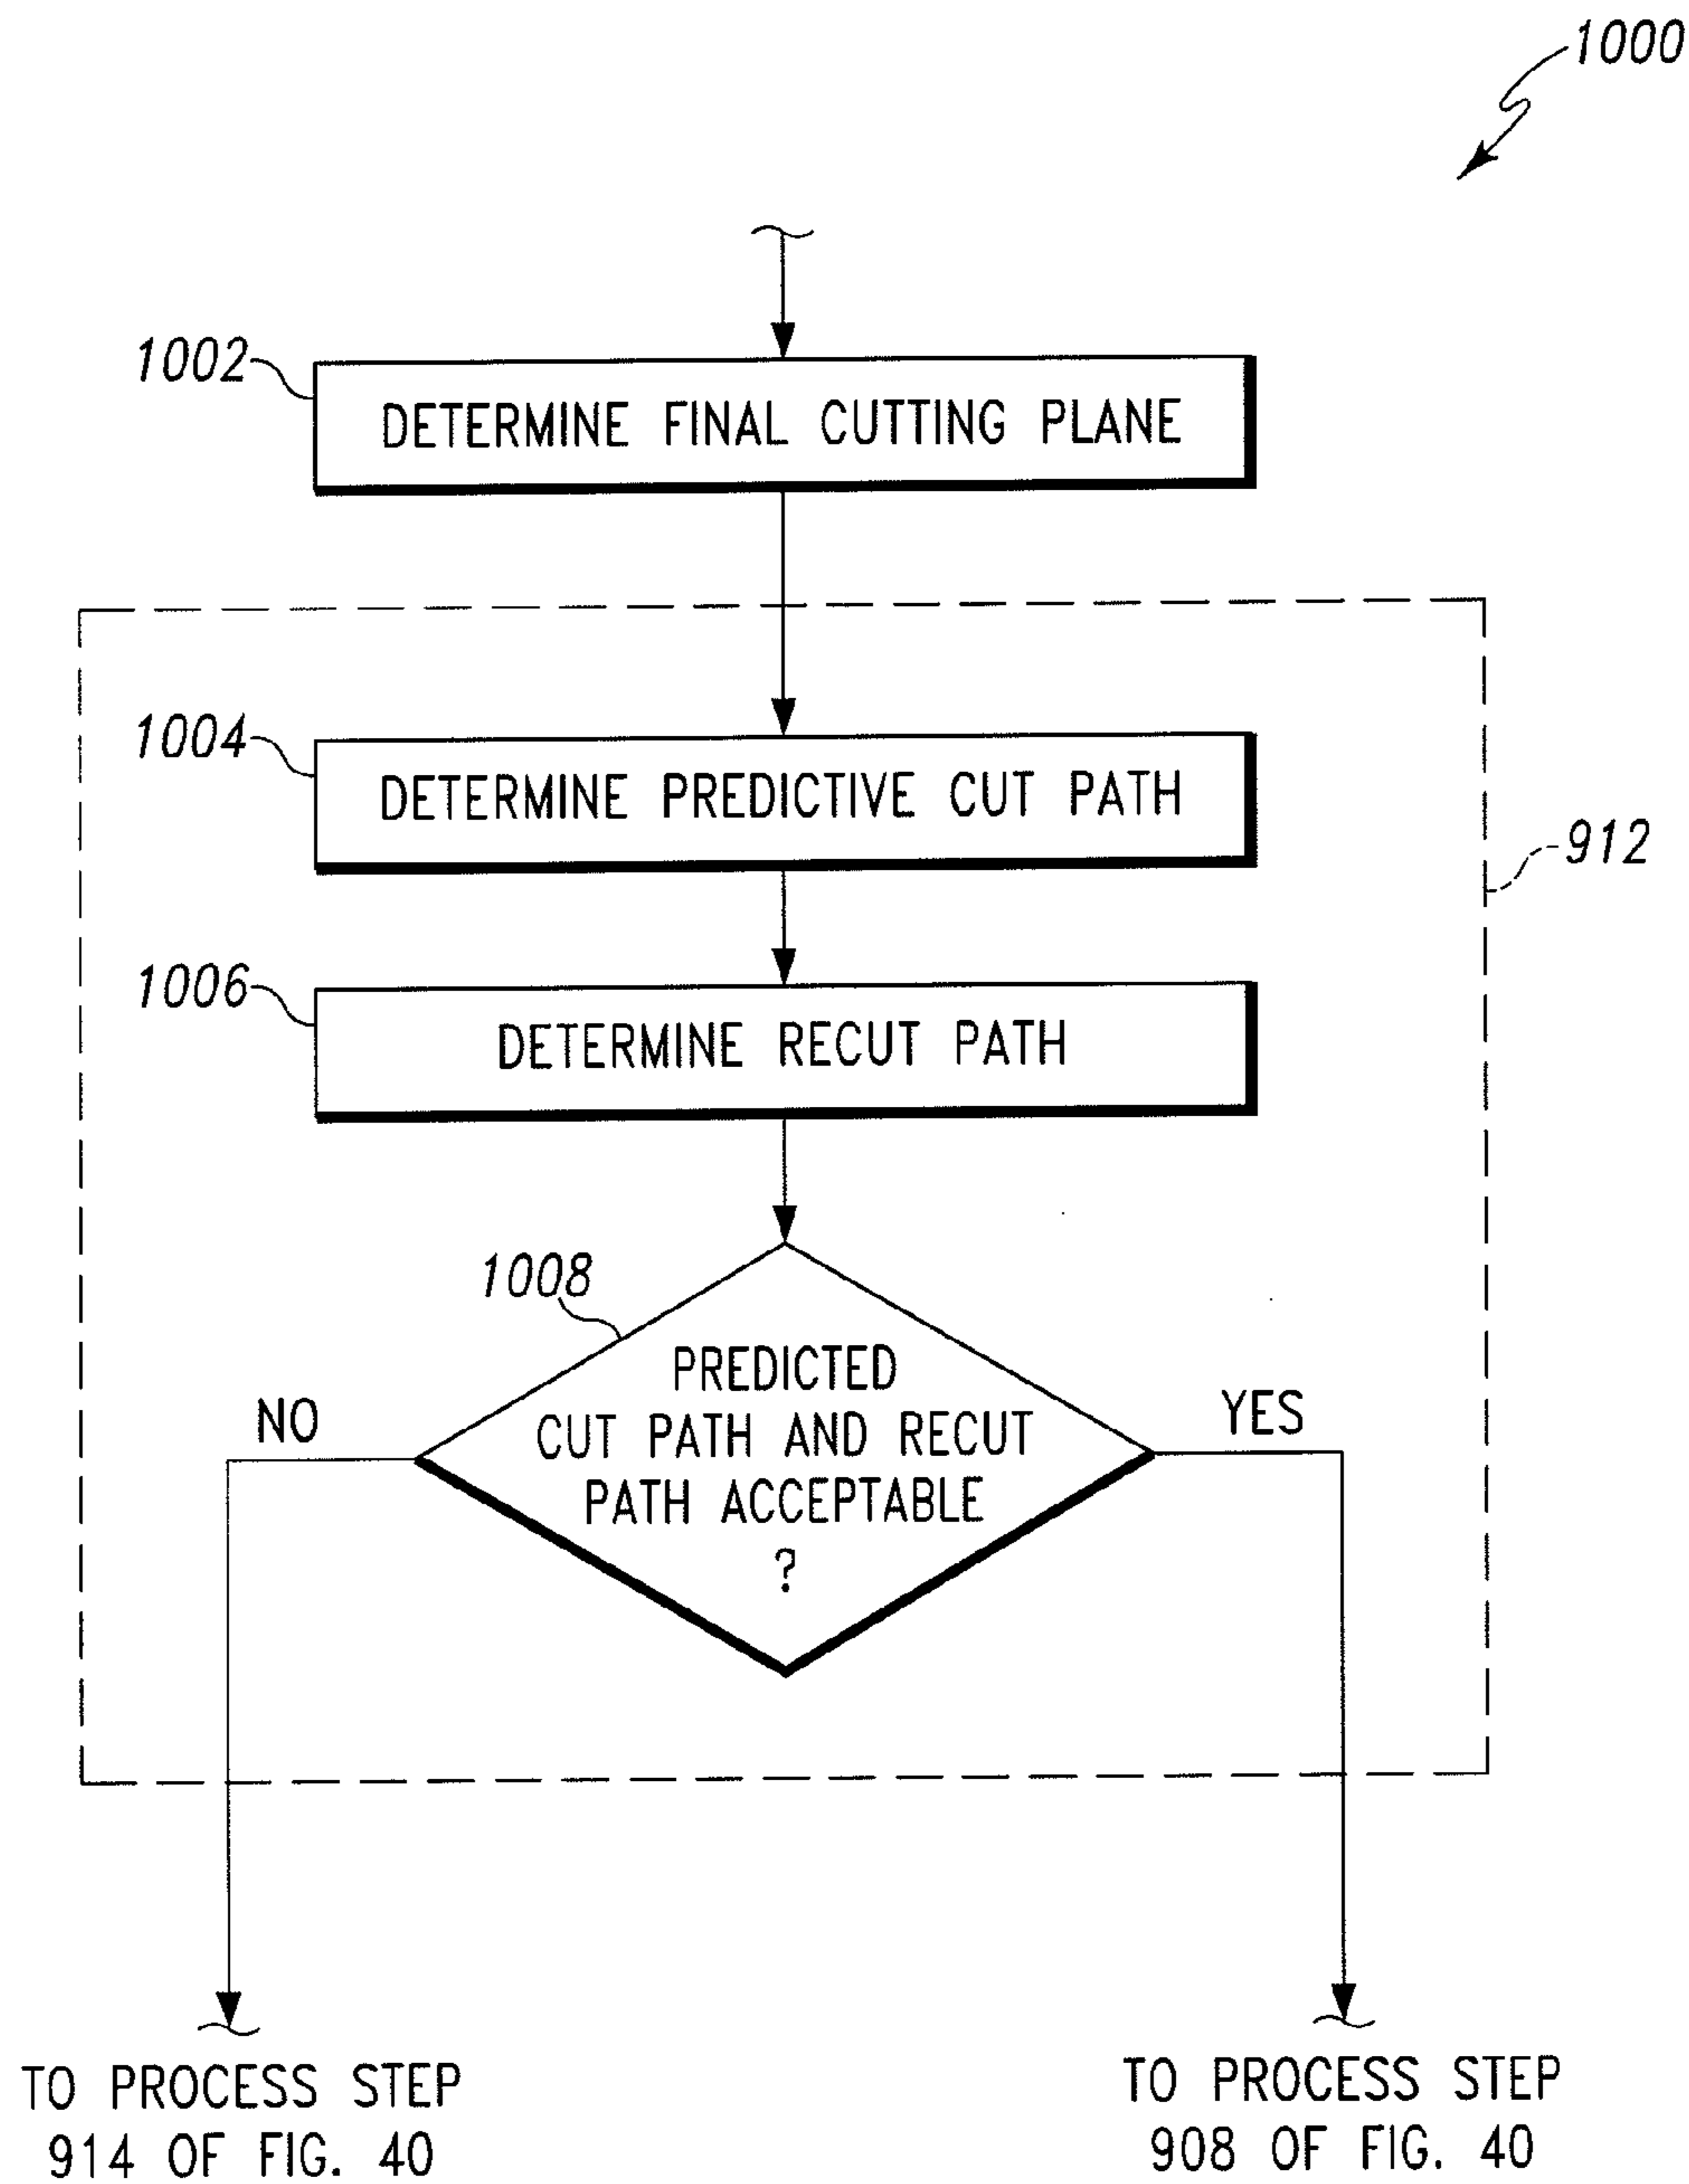 1000
1002
DETERMINE FINAL CUTTING PLANE
1004
DETERMINE PREDICTIVE CUT PATH
912
1006
DETERMINE RECUT PATH
1008
PREDICTED
CUT PATH AND RECUT
PATH ACCEPTABLE
?
NO
YES
TO PROCESS STEP
914 OF FIG. 40
TO PROCESS STEP
908 OF FIG. 40